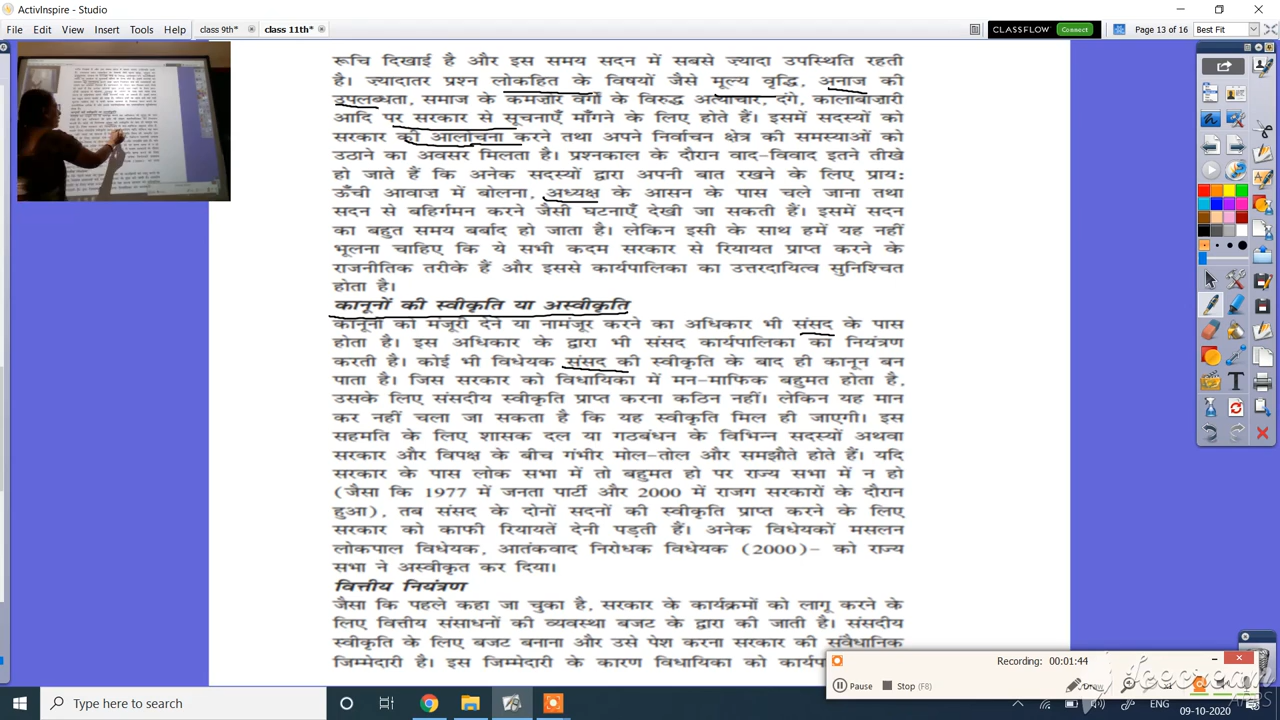 ActivInspire - Studio
File Edit View Insert Tools Help class 9th* class 11th* CLASSFLOW Connect Page 13 of 16 Best Fit
रूचि दिखाई है और इस समय सदन में सबसे ज्यादा उपस्थिति रहती
है। ज्यादातर प्रश्न लोकहित के विषयों जैसे मूल्य वृद्धि, अनाज की
उपलब्धता, समाज के कमज़ोर वर्गों के विरुद्ध अत्याचार, दंगे, कालाबाज़ारी
आदि पर सरकार से सूचनाएँ माँगने के लिए होते हैं। इसमें सदस्यों को
सरकार की आलोचना करने तथा अपने निर्वाचन क्षेत्र की समस्याओं को
उठाने का अवसर मिलता है। प्रश्नकाल के दौरान वाद-विवाद इतने तीखे
हो जाते हैं कि अनेक सदस्यों द्वारा अपनी बात रखने के लिए प्राय:
ऊँची आवाज़ में बोलना, अध्यक्ष के आसन के पास चले जाना तथा
सदन से बहिर्गमन करने जैसी घटनाएँ देखी जा सकती हैं। इसमें सदन
का बहुत समय बर्बाद हो जाता है। लेकिन इसी के साथ हमें यह नहीं
भूलना चाहिए कि ये सभी कदम सरकार से रियायत प्राप्त करने के
राजनीतिक तरीके हैं और इससे कार्यपालिका का उत्तरदायित्व सुनिश्चित
होता है।
कानूनों की स्वीकृति या अस्वीकृति
कानूनों को मंजूरी देने या नामंजूर करने का अधिकार भी संसद के पास
होता है। इस अधिकार के द्वारा भी संसद कार्यपालिका का नियंत्रण
करती है। कोई भी विधेयक संसद की स्वीकृति के बाद ही कानून बन
पाता है। जिस सरकार को विधायिका में मन-माफिक बहुमत होता है,
उसके लिए संसदीय स्वीकृति प्राप्त करना कठिन नहीं। लेकिन यह मान
कर नहीं चला जा सकता है कि यह स्वीकृति मिल ही जाएगी। इस
सहमति के लिए शासक दल या गठबंधन के विभिन्न सदस्यों अथवा
सरकार और विपक्ष के बीच गंभीर मोल-तोल और समझौते होते हैं। यदि
सरकार के पास लोक सभा में तो बहुमत हो पर राज्य सभा में न हो
(जैसा कि 1977 में जनता पार्टी और 2000 में राजग सरकारों के दौरान
हुआ), तब संसद के दोनों सदनों की स्वीकृति प्राप्त करने के लिए
सरकार को काफी रियायतें देनी पड़ती हैं। अनेक विधेयकों मसलन
लोकपाल विधेयक, आतंकवाद निरोधक विधेयक (2000)- को राज्य
सभा ने अस्वीकृत कर दिया।
वित्तीय नियंत्रण
जैसा कि पहले कहा जा चुका है, सरकार के कार्यक्रमों को लागू करने के
लिए वित्तीय संसाधनों की व्यवस्था बजट के द्वारा की जाती है। संसदीय
स्वीकृति के लिए बजट बनाना और उसे पेश करना सरकार की संवैधानिक
जिम्मेदारी है। इस जिम्मेदारी के कारण विधायिका को
Recording: 00:01:44
Pause Stop (F8) Draw
Type here to search
ENG 09-10-2020